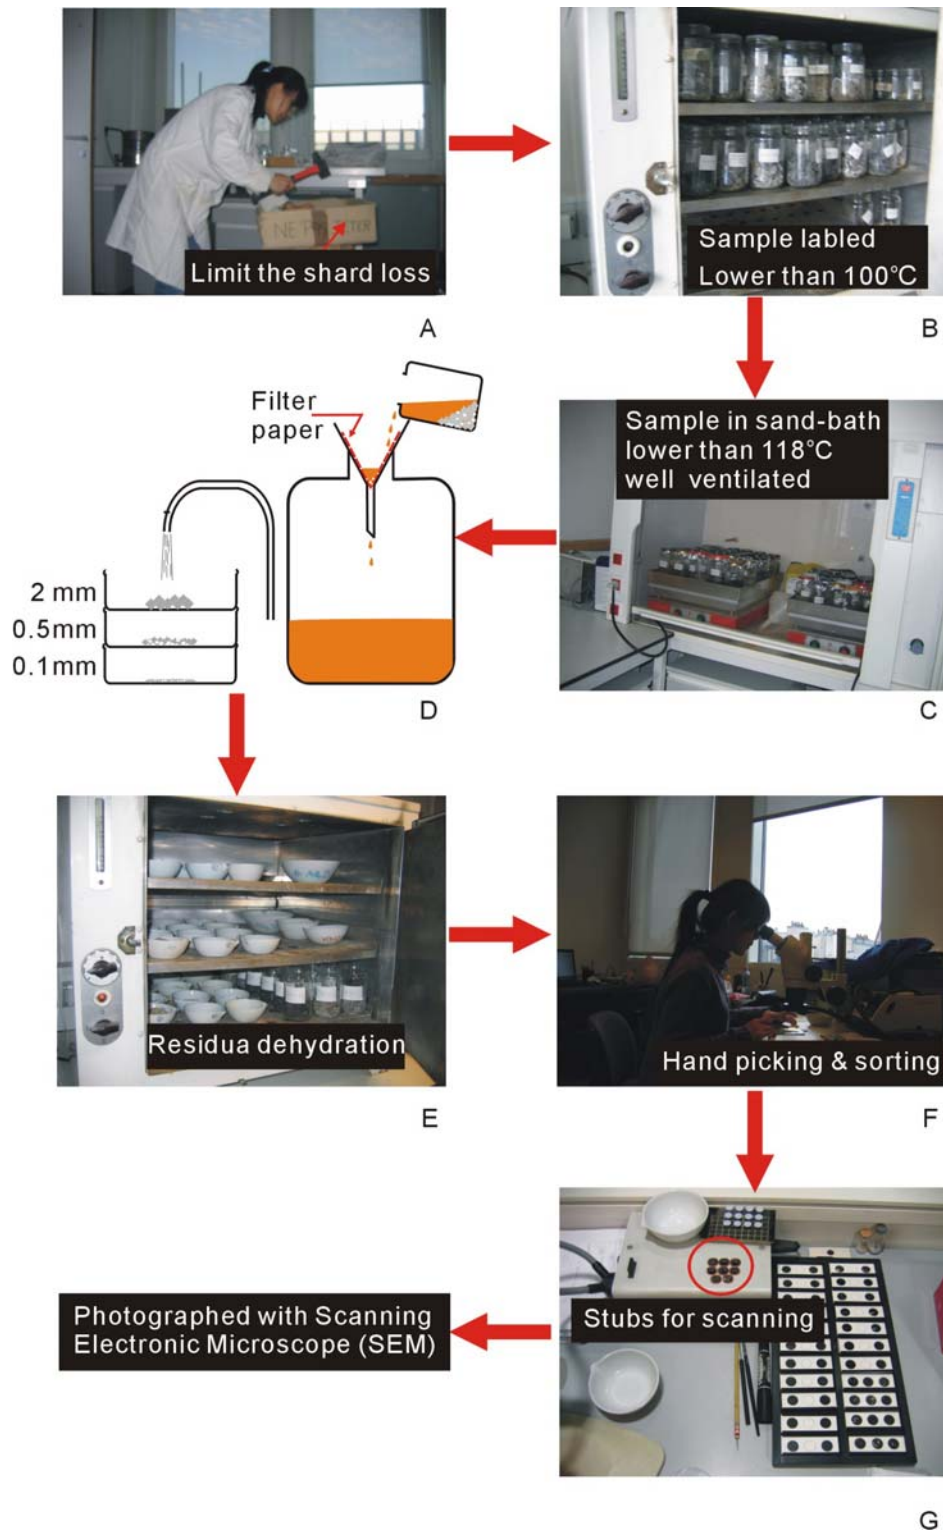 Limit the shard loss
A
Sample labled
Lower than 100°C
B
Sample in sand-bath
lower than 118°C
well ventilated
C
Filter
paper
2 mm
0.5mm
0.1mm
D
Residua dehydration
E
Hand picking & sorting
F
Stubs for scanning
G
Photographed with Scanning
Electronic Microscope (SEM)